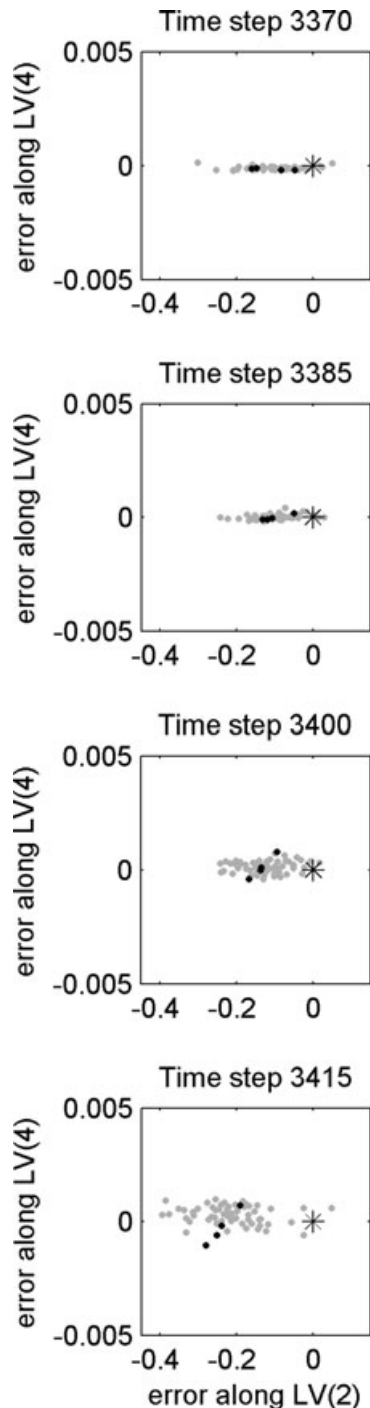 Time step 3370
0.005
error along LV(4)
0
-0.005
-0.4 -0.2 0
Time step 3385
0.005
error along LV(4)
0
-0.005
-0.4 -0.2 0
Time step 3400
0.005
error along LV(4)
0
-0.005
-0.4 -0.2 0
Time step 3415
0.005
error along LV(4)
0
-0.005
-0.4 -0.2 0
error along LV(2)